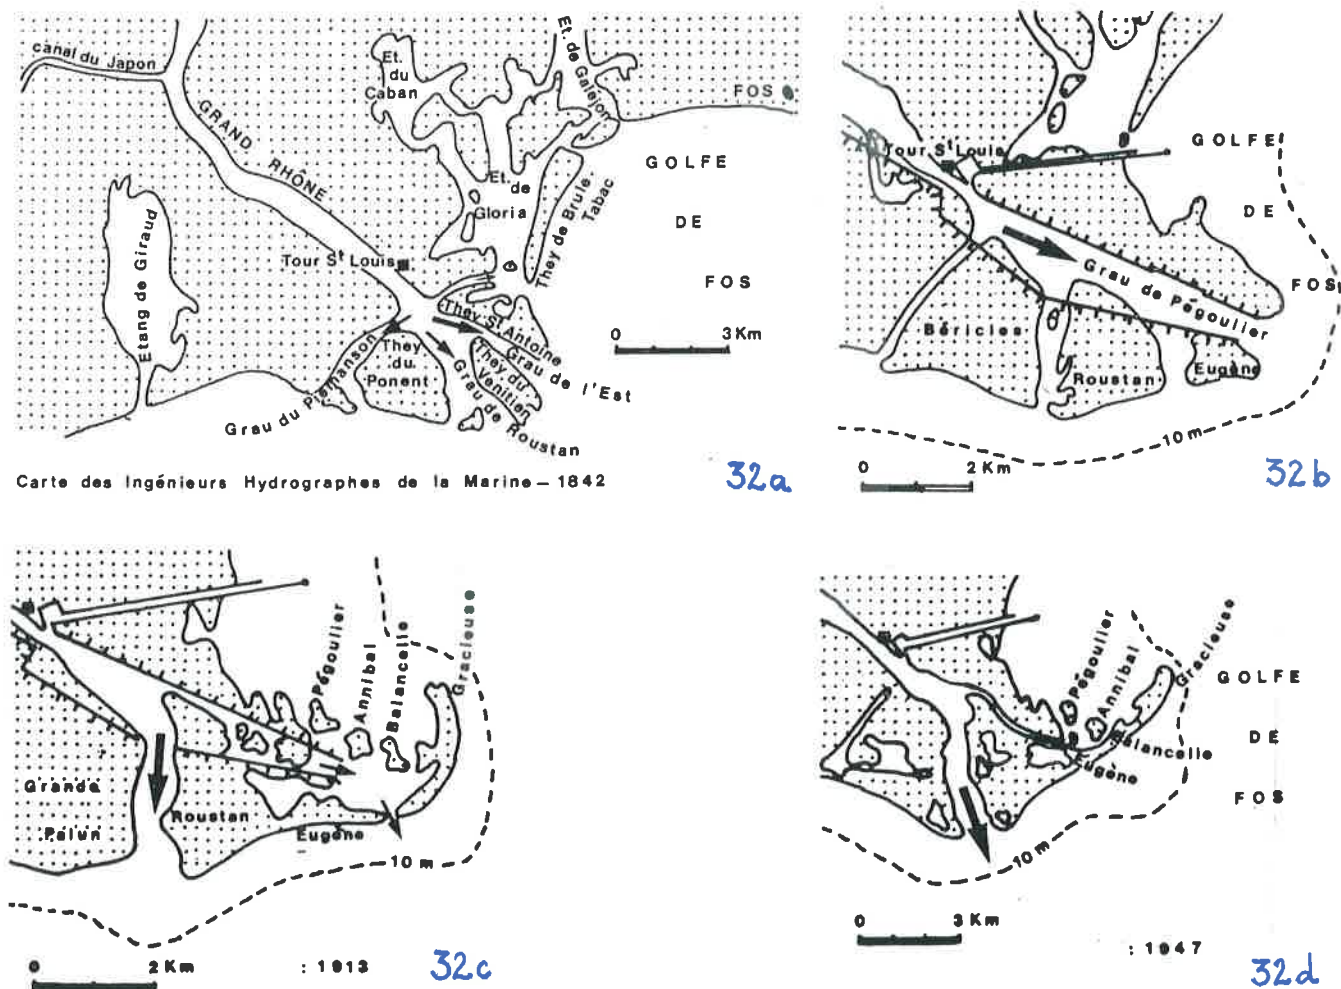 canal du Japon
GRAND RHÔNE
Et. du Caban
Et. de Galejon
FOS
GOLFE
DE
FOS
Et. de Gloria
They de Brule-Tabac
Etang de Giraud
Tour St Louis
They St Antoine
Grau de l'Est
They du Venitien
They du Ponent
Grau de Roustan
Grau du Piémanson
0 3 Km
Carte des Ingénieurs Hydrographes de la Marine – 1842
32a
Tour St Louis
GOLFE
DE
FOS
Grau de Pégoulier
Béricles
Roustan
Eugène
10 m
0 2 Km
32b
Pégoulier
Annibal
Balancelle
Gracieuse
Grande
Palun
Roustan
Eugène
10 m
0 2 Km
: 1913
32c
Pégoulier
Annibal
Gracieuse
Balancelle
Eugène
GOLFE
DE
FOS
10 m
0 3 Km
: 1947
32d